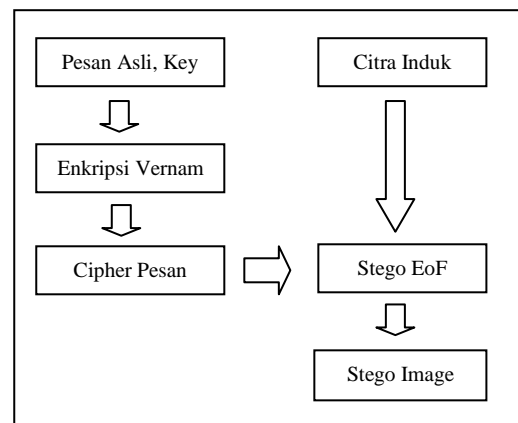 Pesan Asli, Key
Citra Induk
Enkripsi Vernam
Cipher Pesan
Stego EoF
Stego Image